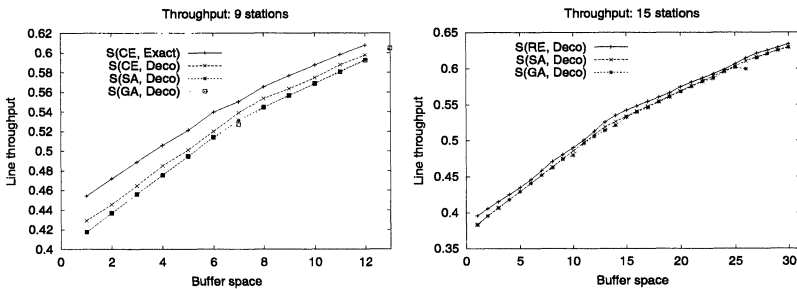 Throughput: 9 stations
Line throughput
0.62
0.6
0.58
0.56
0.54
0.52
0.5
0.48
0.46
0.44
0.42
0.4
S(CE, Exact)
S(CE, Deco)
S(SA, Deco)
S(GA, Deco)
0 2 4 6 8 10 12
Buffer space
Throughput: 15 stations
Line throughput
0.65
0.6
0.55
0.5
0.45
0.4
0.35
S(RE, Deco)
S(SA, Deco)
S(GA, Deco)
0 5 10 15 20 25 30
Buffer space